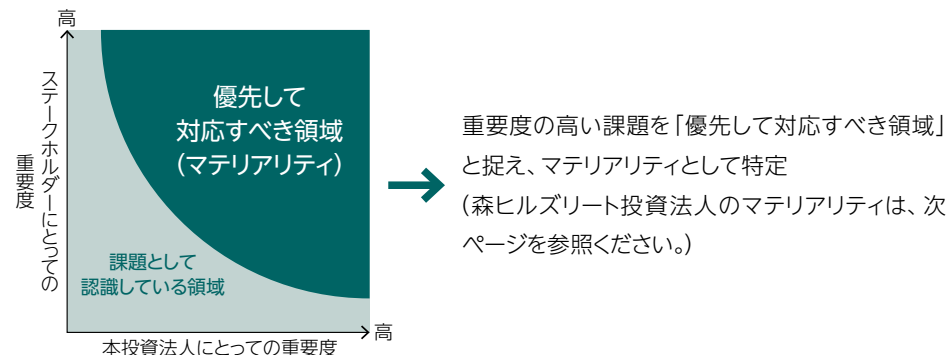 高
ステークホルダーにとっての
重要度
優先して
対応すべき領域
(マテリアリティ)
課題として
認識している領域
高
本投資法人にとっての重要度
重要度の高い課題を「優先して対応すべき領域」
と捉え、マテリアリティとして特定
(森ヒルズリート投資法人のマテリアリティは、次
ページを参照ください。)